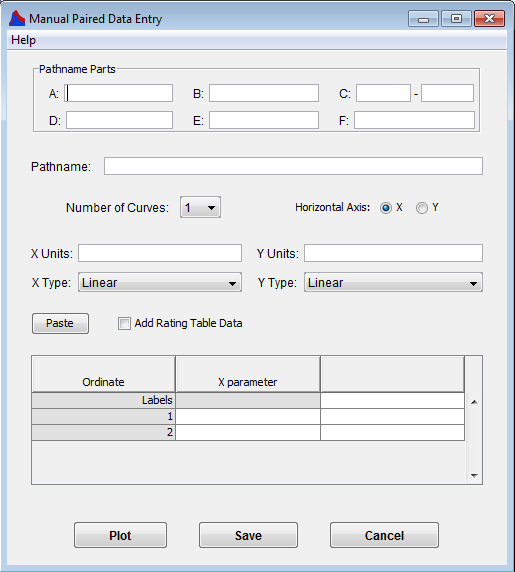 Manual Paired Data Entry
Help
Pathname Parts
A: B: C: -
D: E: F:
Pathname:
Number of Curves: 1 Horizontal Axis: X Y
X Units: Y Units:
X Type: Linear Y Type: Linear
Paste Add Rating Table Data
Ordinate X parameter
Labels
1
2
Plot Save Cancel